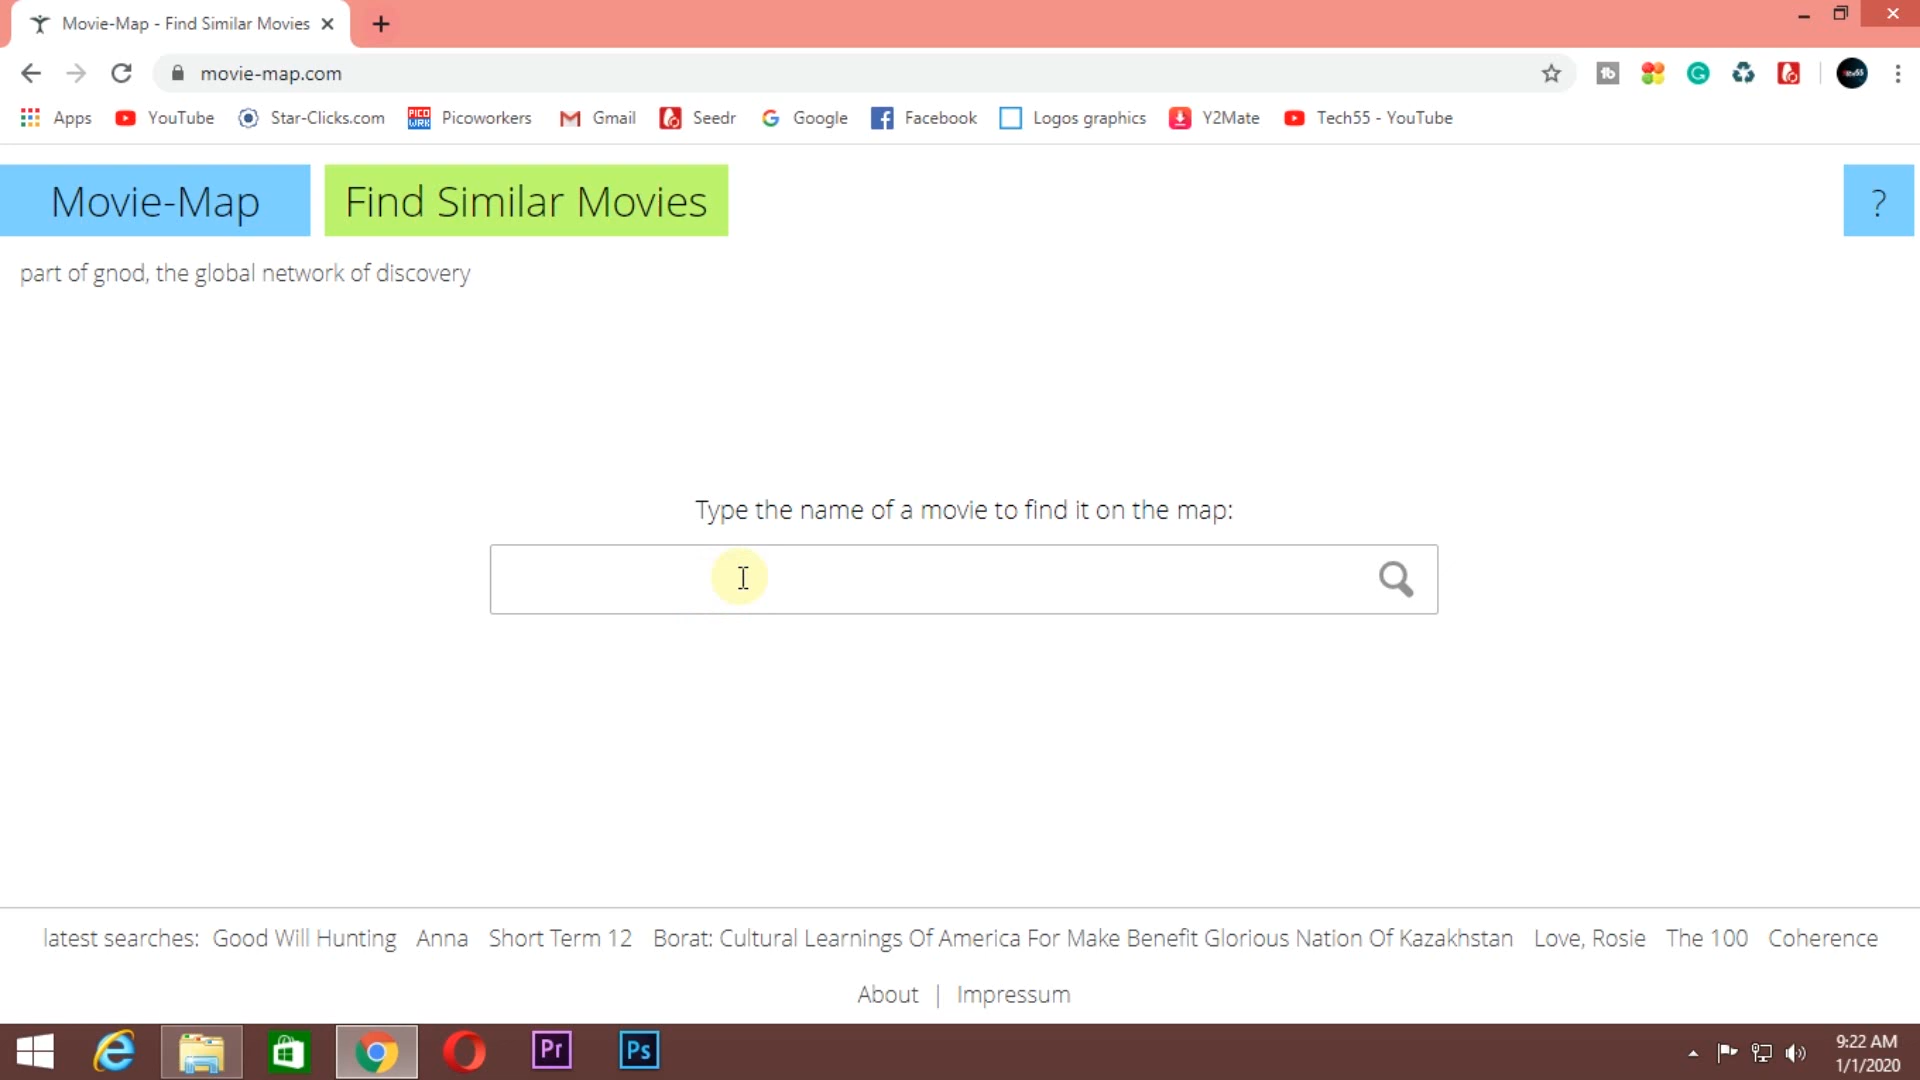 Movie-Map - Find Similar Movies
movie-map.com
Apps YouTube Star-Clicks.com PICO WRK Picoworkers Gmail Seedr Google Facebook Logos graphics Y2Mate Tech55 - YouTube
Movie-Map Find Similar Movies ?
part of gnod, the global network of discovery
Type the name of a movie to find it on the map:
latest searches: Good Will Hunting Anna Short Term 12 Borat: Cultural Learnings Of America For Make Benefit Glorious Nation Of Kazakhstan Love, Rosie The 100 Coherence
About | Impressum
Pr Ps 9:22 AM
1/1/2020